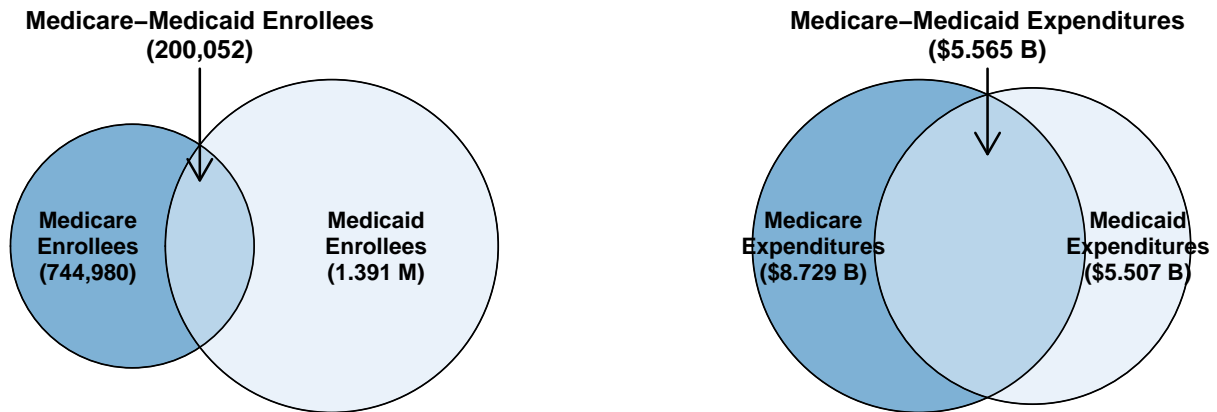 Medicare–Medicaid Enrollees
(200,052)
Medicare
Enrollees
(744,980)
Medicaid
Enrollees
(1.391 M)
Medicare–Medicaid Expenditures
($5.565 B)
Medicare
Expenditures
($8.729 B)
Medicaid
Expenditures
($5.507 B)